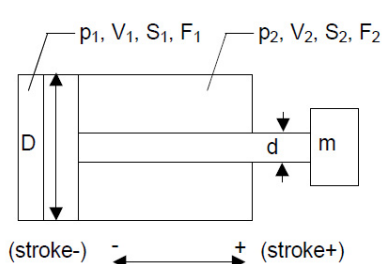 p₁, V₁, S₁, F₁ p₂, V₂, S₂, F₂
D d m
(stroke-) - + (stroke+)